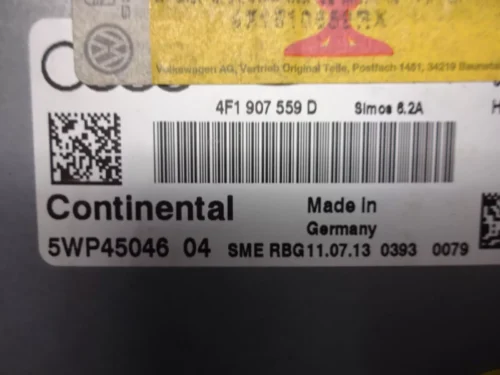 Volkswagen AG, Vertrieb Original Teile, Postfach 1451, 34219 Baunatal
4F1 907 559 D Simos 6.2A H
Continental
Made In
Germany
5WP45046 04 SME RBG11.07.13 0393 0079